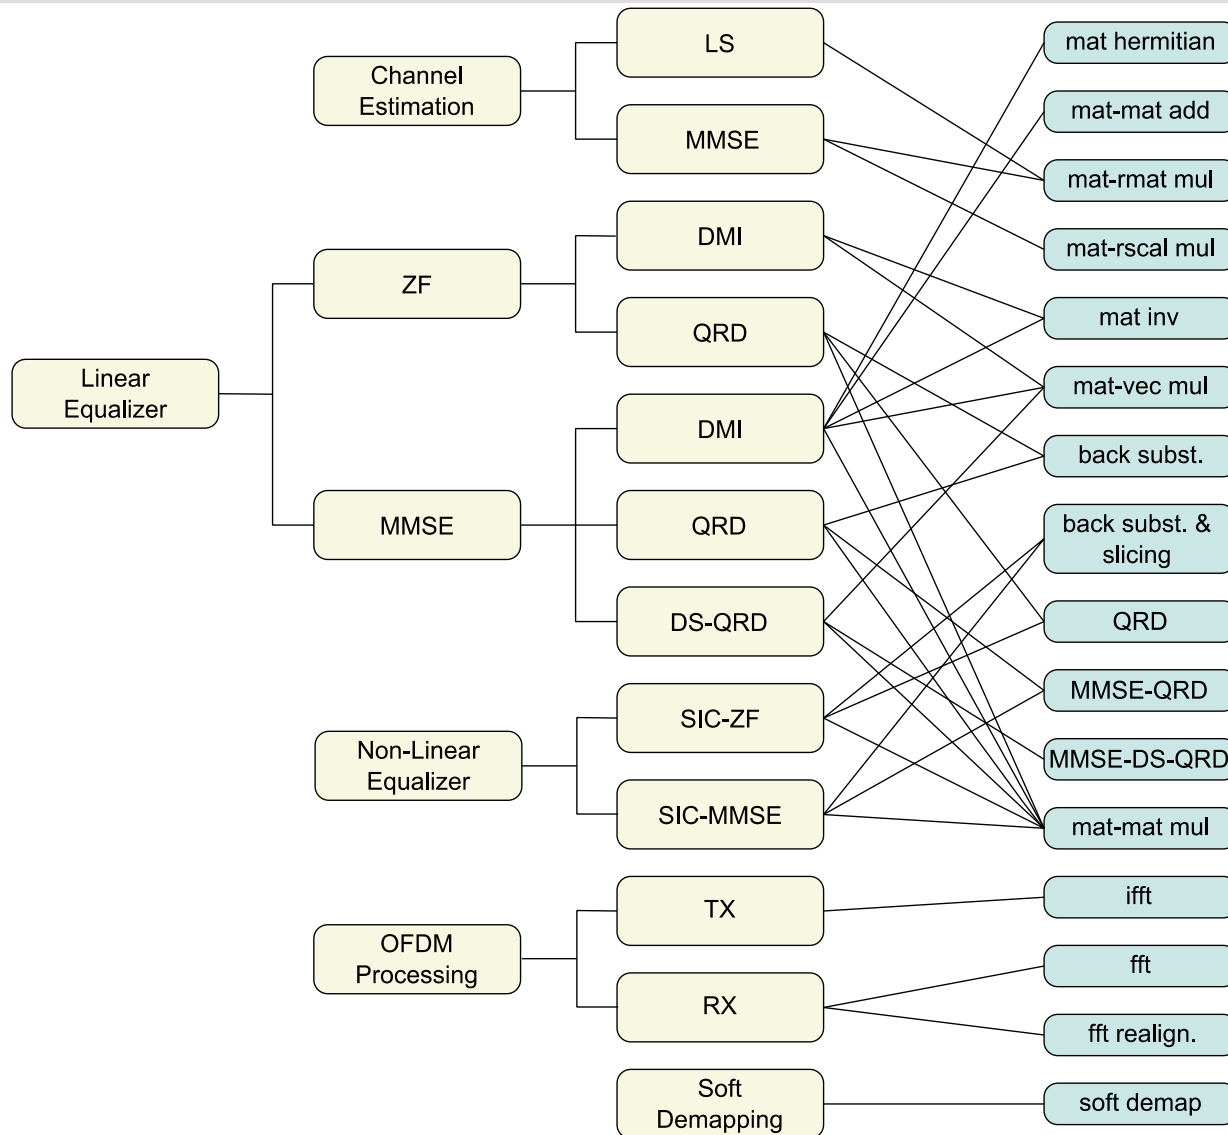 Channel
Estimation
ZF
Linear
Equalizer
MMSE
Non-Linear
Equalizer
OFDM
Processing
LS
MMSE
DMI
QRD
DMI
QRD
DS-QRD
SIC-ZF
SIC-MMSE
TX
RX
Soft
Demapping
mat hermitian
mat-mat add
mat-rmat mul
mat-rscal mul
mat inv
mat-vec mul
back subst.
back subst. &
slicing
QRD
MMSE-QRD
MMSE-DS-QRD
mat-mat mul
ifft
fft
fft realign.
soft demap